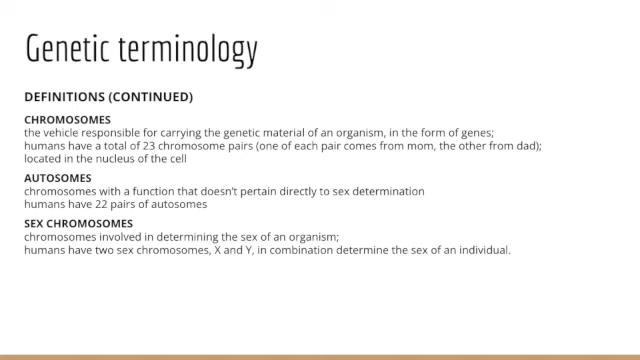 Genetic terminology
DEFINITIONS (CONTINUED)
CHROMOSOMES
the vehicle responsible for carrying the genetic material of an organism, in the form of genes;
humans have a total of 23 chromosome pairs (one of each pair comes from mom, the other from dad);
located in the nucleus of the cell
AUTOSOMES
chromosomes with a function that doesn't pertain directly to sex determination
humans have 22 pairs of autosomes
SEX CHROMOSOMES
chromosomes involved in determining the sex of an organism;
humans have two sex chromosomes, X and Y, in combination determine the sex of an individual.